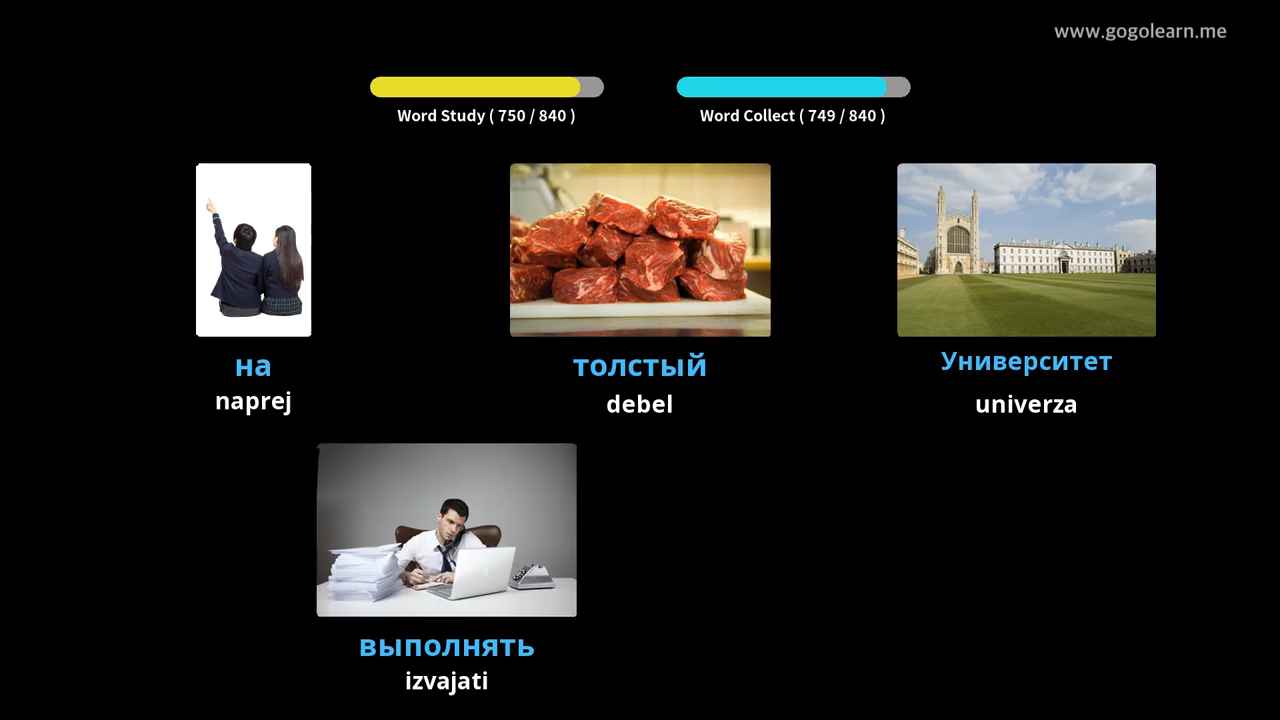 www.gogolearn.me
Word Study ( 750 / 840 )
Word Collect ( 749 / 840 )
на
naprej
толстый
debel
Университет
univerza
выполнять
izvajati